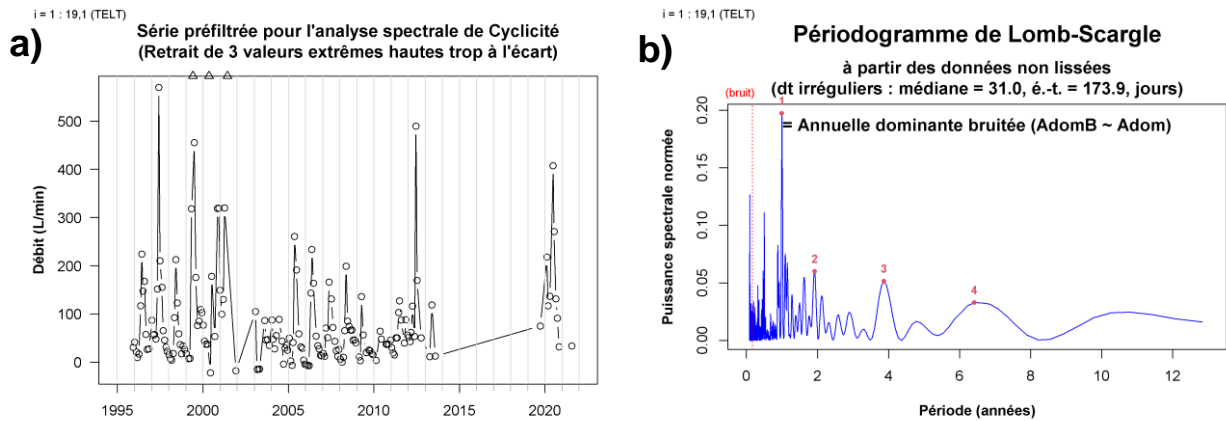 i = 1 : 19,1 (TELT)
a)
Série préfiltrée pour l'analyse spectrale de Cyclicité
(Retrait de 3 valeurs extrêmes hautes trop à l'écart)
Débit (L/min)
500
400
300
200
100
0
1995
2000
2005
2010
2015
2020
i = 1 : 19,1 (TELT)
b)
Périodogramme de Lomb-Scargle
à partir des données non lissées
(dt irréguliers : médiane = 31.0, é.-t. = 173.9, jours)
(bruit)
1
= Annuelle dominante bruitée (AdomB ~ Adom)
2
3
4
Puissance spectrale normée
0.20
0.15
0.10
0.05
0.00
0
2
4
6
8
10
12
Période (années)